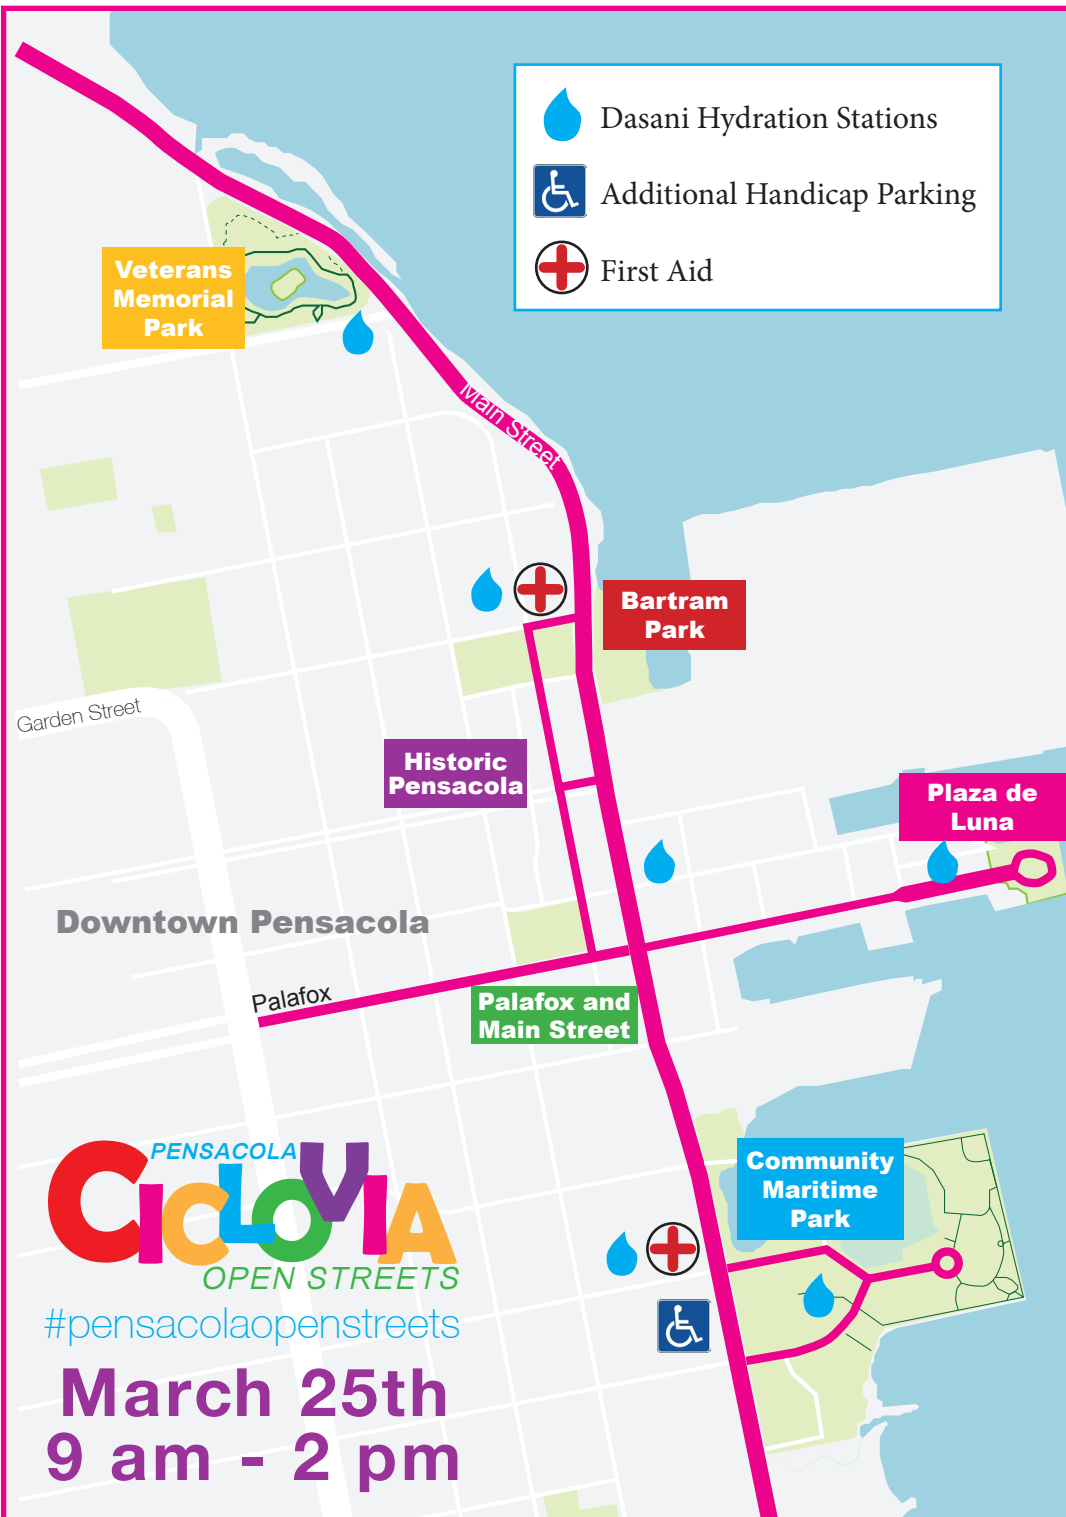 Dasani Hydration Stations
Additional Handicap Parking
First Aid
Veterans
Memorial
Park
Main Street
Bartram
Park
Garden Street
Historic
Pensacola
Plaza de
Luna
Downtown Pensacola
Palafox
Palafox and
Main Street
PENSACOLA
CICLOVIA
OPEN STREETS
#pensacolaopenstreets
March 25th
9 am - 2 pm
Community
Maritime
Park